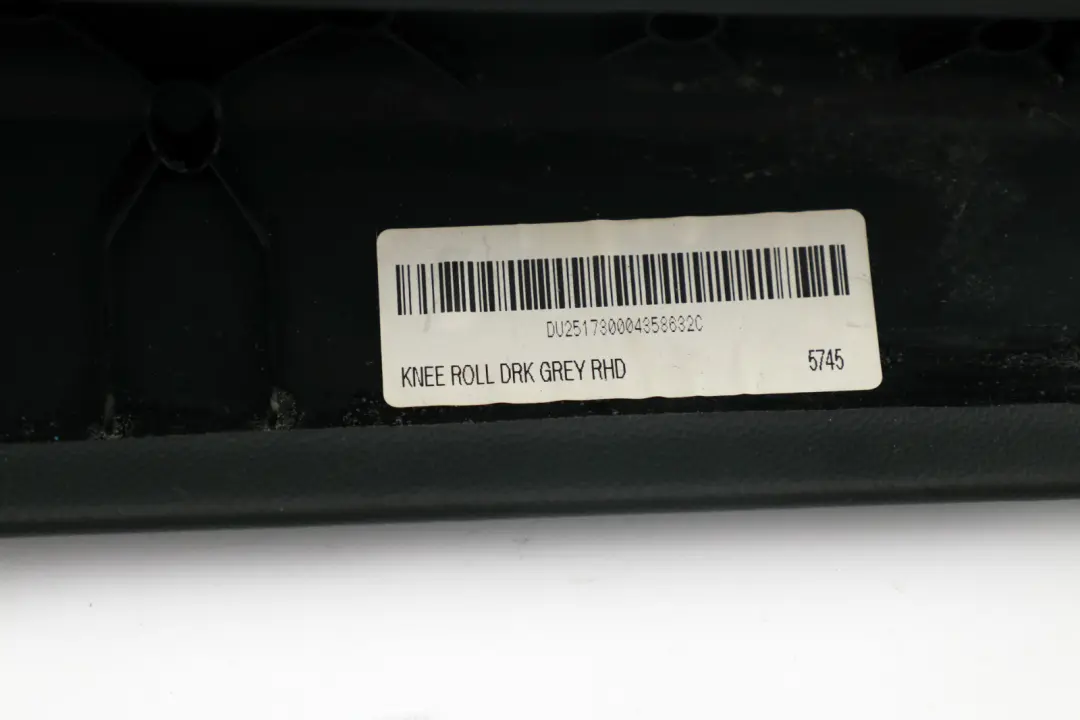 DU251730004358632C
KNEE ROLL DRK GREY RHD
5745